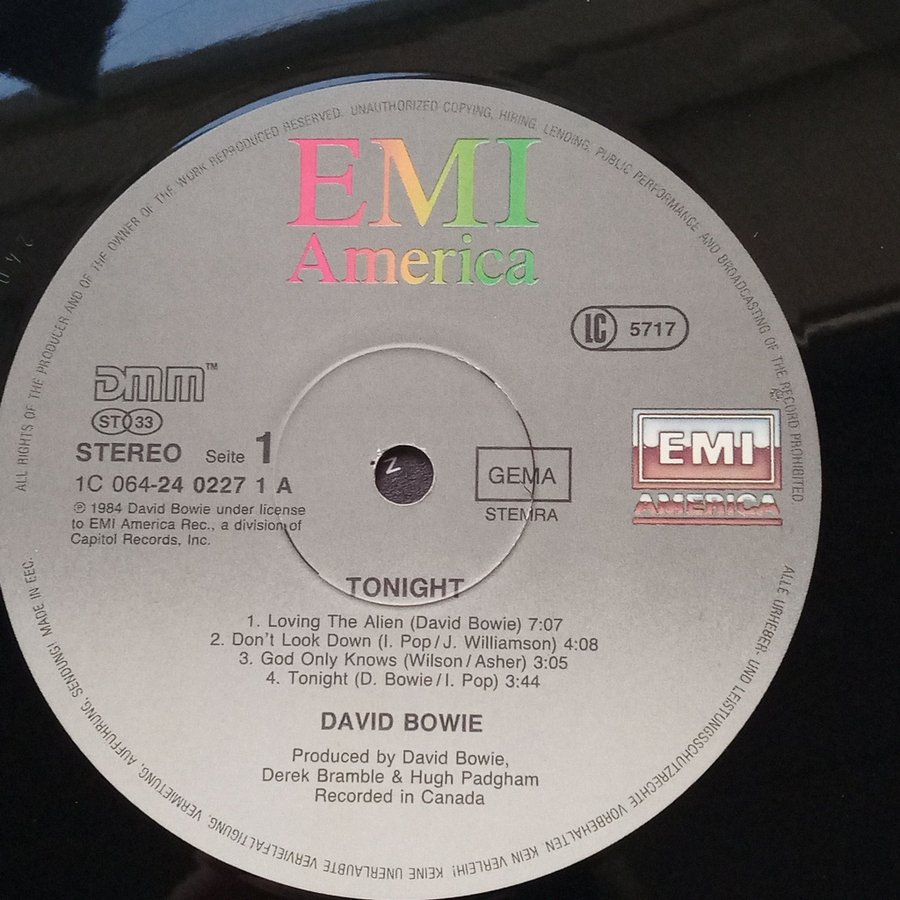 ALL RIGHTS OF THE PRODUCER AND OF THE OWNER OF THE WORK REPRODUCED RESERVED. UNAUTHORIZED COPYING, HIRING, LENDING, PUBLIC PERFORMANCE AND BROADCASTING OF THE RECORD PROHIBITED
EMI
America
LC 5717
DMM™
ST 33
STEREO Seite 1
1C 064-24 0227 1 A
℗ 1984 David Bowie under license
to EMI America Rec., a division of
Capitol Records, Inc.
GEMA
STEMRA
EMI
AMERICA
TONIGHT
1. Loving The Alien (David Bowie) 7:07
2. Don't Look Down (I. Pop/J. Williamson) 4:08
3. God Only Knows (Wilson/Asher) 3:05
4. Tonight (D. Bowie/I. Pop) 3:44
DAVID BOWIE
Produced by David Bowie,
Derek Bramble & Hugh Padgham
Recorded in Canada
ALLE URHEBER- UND LEISTUNGSSCHUTZRECHTE VORBEHALTEN. KEIN VERLEIH! KEINE UNERLAUBTE VERVIELFÄLTIGUNG, VERMIETUNG, AUFFÜHRUNG, SENDUNG! MADE IN EEC.